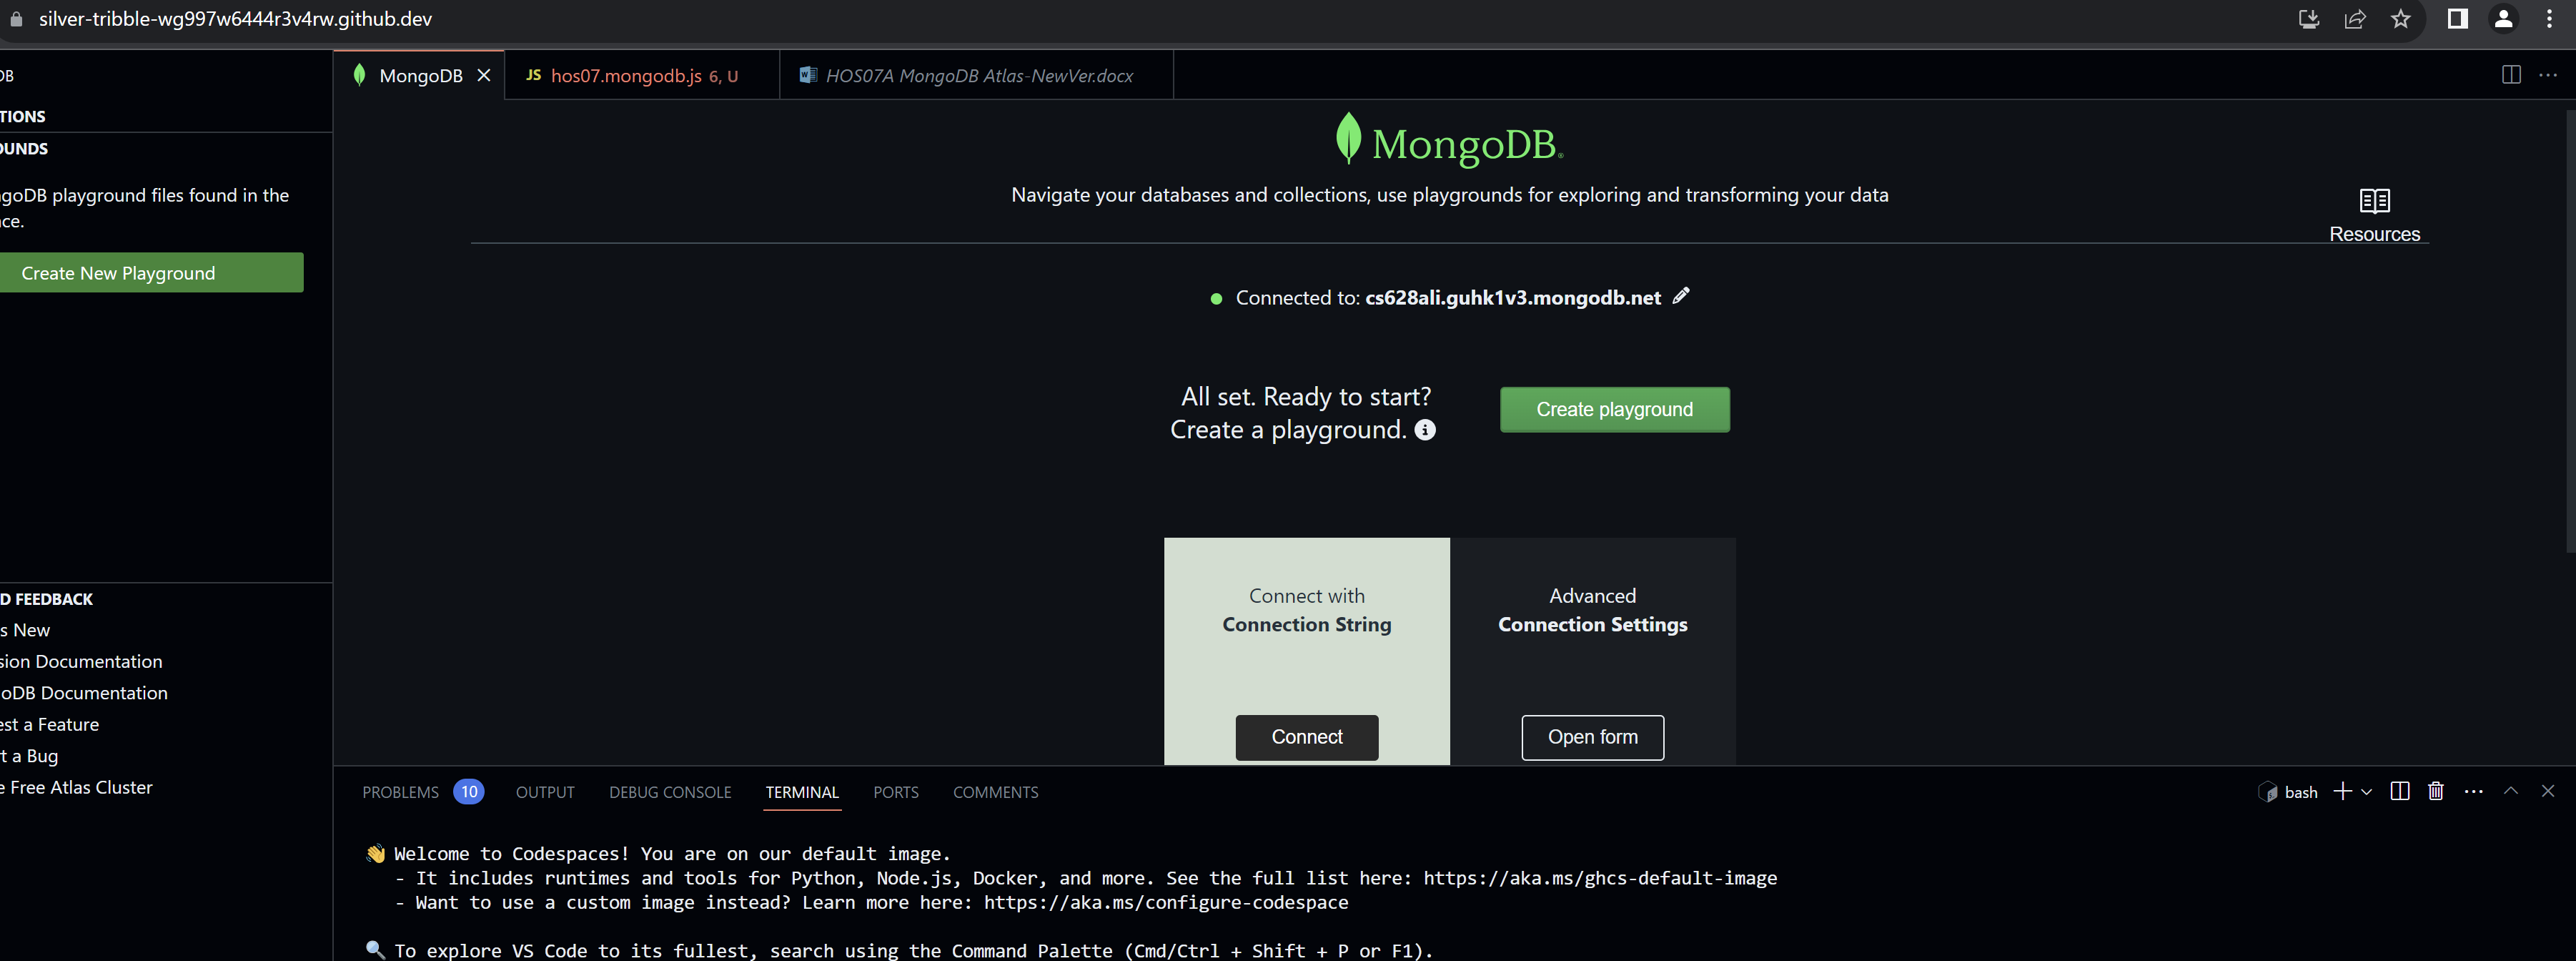 silver-tribble-wg997w6444r3v4rw.github.dev
DB
TIONS
OUNDS
ngoDB playground files found in the
ce.
Create New Playground
D FEEDBACK
s New
sion Documentation
oDB Documentation
est a Feature
t a Bug
e Free Atlas Cluster
MongoDB
JS hos07.mongodb.js 6, U
HOS07A MongoDB Atlas-NewVer.docx
MongoDB®
Navigate your databases and collections, use playgrounds for exploring and transforming your data
Resources
Connected to: cs628ali.guhk1v3.mongodb.net
All set. Ready to start?
Create a playground.
Create playground
Connect with
Connection String
Connect
Advanced
Connection Settings
Open form
PROBLEMS 10 OUTPUT DEBUG CONSOLE TERMINAL PORTS COMMENTS
bash
👋 Welcome to Codespaces! You are on our default image.
- It includes runtimes and tools for Python, Node.js, Docker, and more. See the full list here: https://aka.ms/ghcs-default-image
- Want to use a custom image instead? Learn more here: https://aka.ms/configure-codespace
🔍 To explore VS Code to its fullest, search using the Command Palette (Cmd/Ctrl + Shift + P or F1).